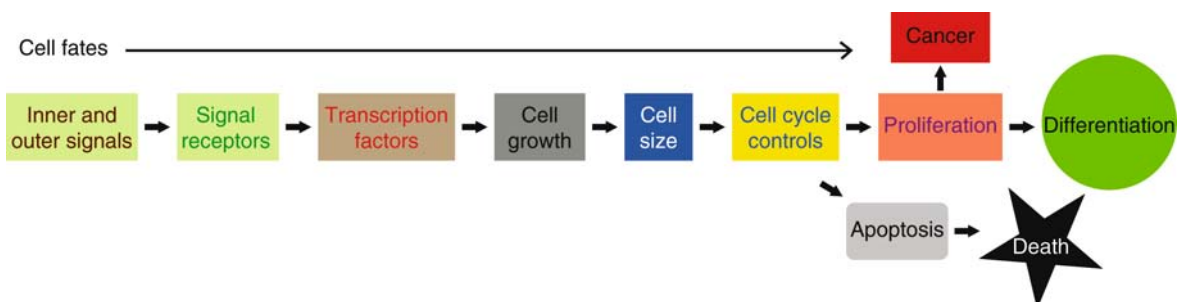 Cell fates
Cancer
Inner and
outer signals
Signal
receptors
Transcription
factors
Cell
growth
Cell
size
Cell cycle
controls
Proliferation
Differentiation
Apoptosis
Death